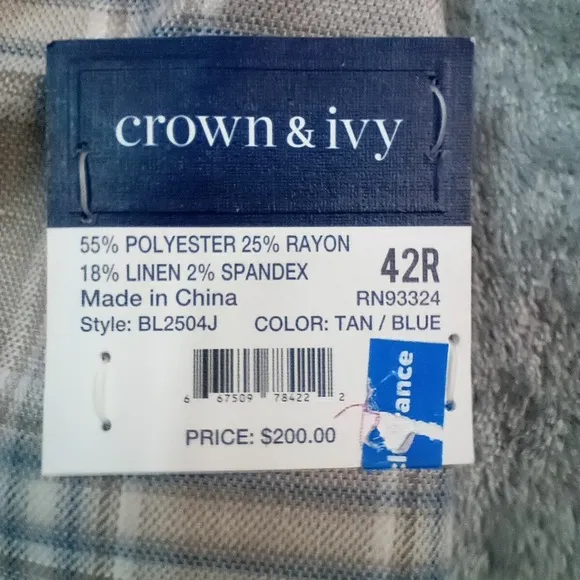 crown & ivy
55% POLYESTER 25% RAYON
18% LINEN 2% SPANDEX
42R
Made in China
RN93324
Style: BL2504J
COLOR: TAN / BLUE
6 67509 78422 2
PRICE: $200.00
clearance